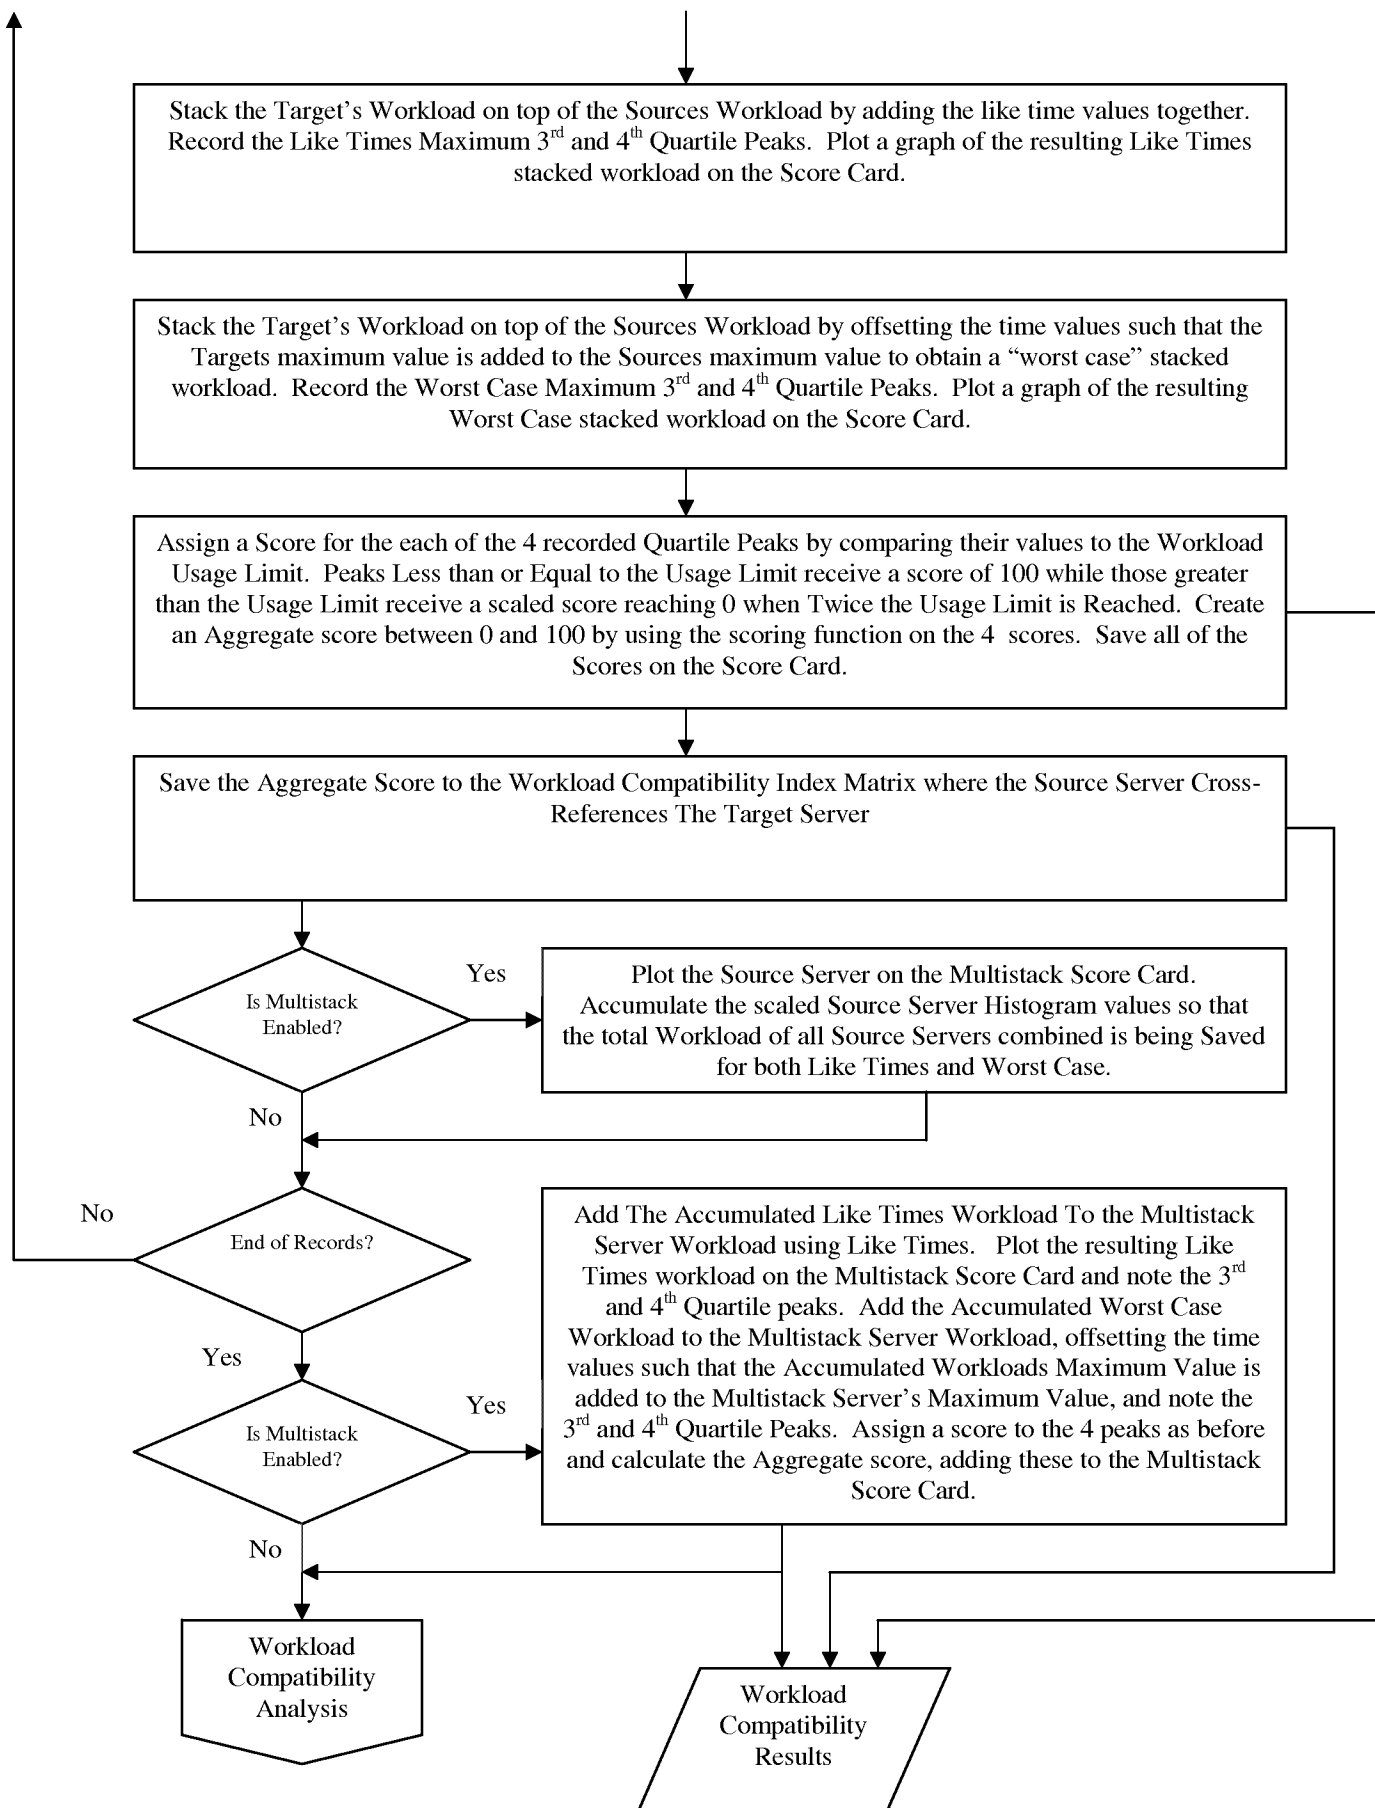 Stack the Target's Workload on top of the Sources Workload by adding the like time values together.
Record the Like Times Maximum 3rd and 4th Quartile Peaks.  Plot a graph of the resulting Like Times
stacked workload on the Score Card.
Stack the Target's Workload on top of the Sources Workload by offsetting the time values such that the
Targets maximum value is added to the Sources maximum value to obtain a “worst case” stacked
workload.  Record the Worst Case Maximum 3rd and 4th Quartile Peaks.  Plot a graph of the resulting
Worst Case stacked workload on the Score Card.
Assign a Score for the each of the 4 recorded Quartile Peaks by comparing their values to the Workload
Usage Limit.  Peaks Less than or Equal to the Usage Limit receive a score of 100 while those greater
than the Usage Limit receive a scaled score reaching 0 when Twice the Usage Limit is Reached.  Create
an Aggregate score between 0 and 100 by using the scoring function on the 4  scores.  Save all of the
Scores on the Score Card.
Save the Aggregate Score to the Workload Compatibility Index Matrix where the Source Server Cross-
References The Target Server
Is Multistack
Enabled?
Yes
Plot the Source Server on the Multistack Score Card.
Accumulate the scaled Source Server Histogram values so that
the total Workload of all Source Servers combined is being Saved
for both Like Times and Worst Case.
No
No
End of Records?
Yes
Add The Accumulated Like Times Workload To the Multistack
Server Workload using Like Times.   Plot the resulting Like
Times workload on the Multistack Score Card and note the 3rd
and 4th Quartile peaks.  Add the Accumulated Worst Case
Workload to the Multistack Server Workload, offsetting the time
values such that the Accumulated Workloads Maximum Value is
added to the Multistack Server's Maximum Value, and note the
3rd and 4th Quartile Peaks.  Assign a score to the 4 peaks as before
and calculate the Aggregate score, adding these to the Multistack
Score Card.
Is Multistack
Enabled?
Yes
No
Workload
Compatibility
Analysis
Workload
Compatibility
Results